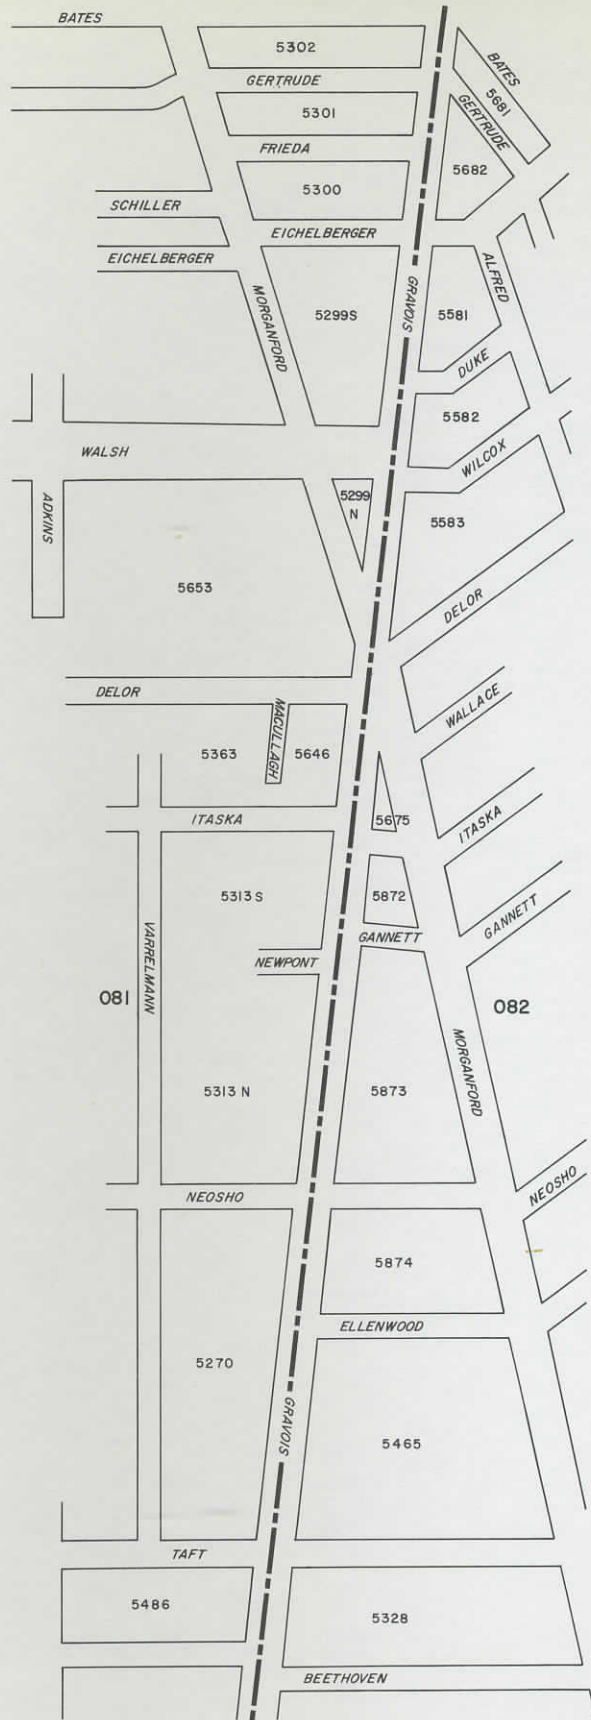 BATES
5302
GERTRUDE
BATES
5681
GERTRUDE
5301
FRIEDA
5682
5300
SCHILLER
EICHELBERGER
EICHELBERGER
ALFRED
MORGANFORD
GRAVOIS
5299S
5581
DUKE
5582
WALSH
WILCOX
ADKINS
5299
N
5583
5653
DELOR
DELOR
MACULLAGH
WALLACE
5363
5646
ITASKA
5675
ITASKA
5313 S
5872
GANNETT
GANNETT
VARRELMANN
NEWPONT
081
082
MORGANFORD
5313 N
5873
NEOSHO
NEOSHO
5874
ELLENWOOD
5270
GRAVOIS
5465
TAFT
5486
5328
BEETHOVEN